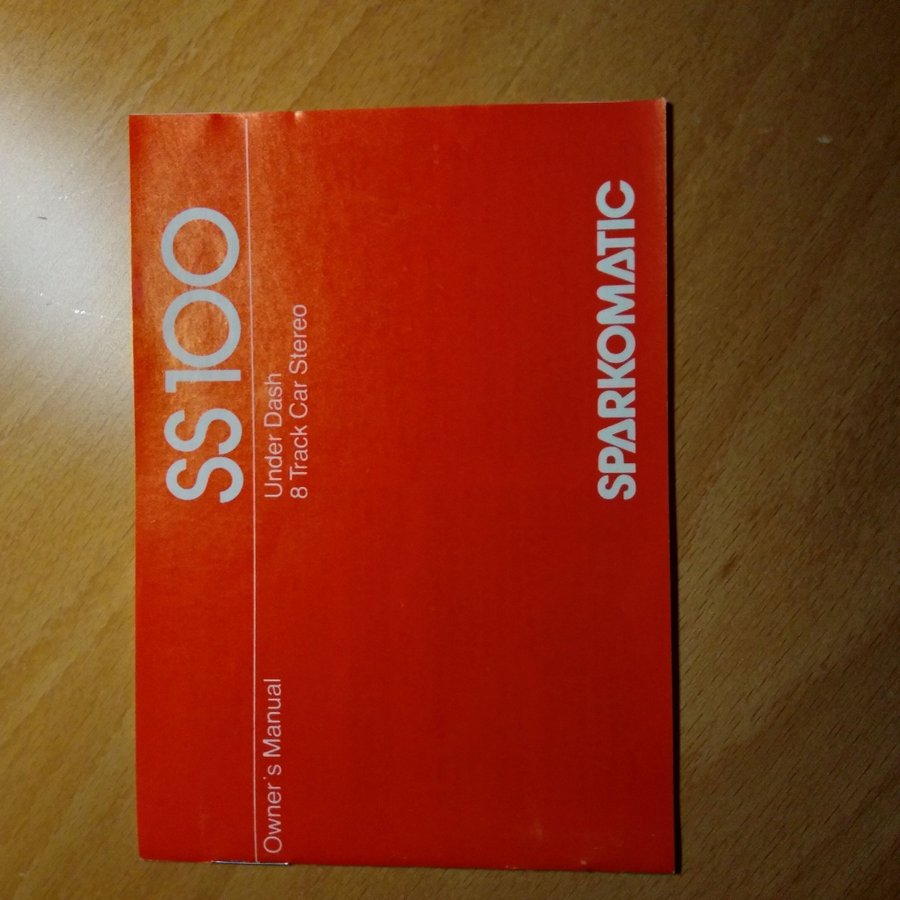 SS100
Owner's Manual
Under Dash
8 Track Car Stereo
SPARKOMATIC